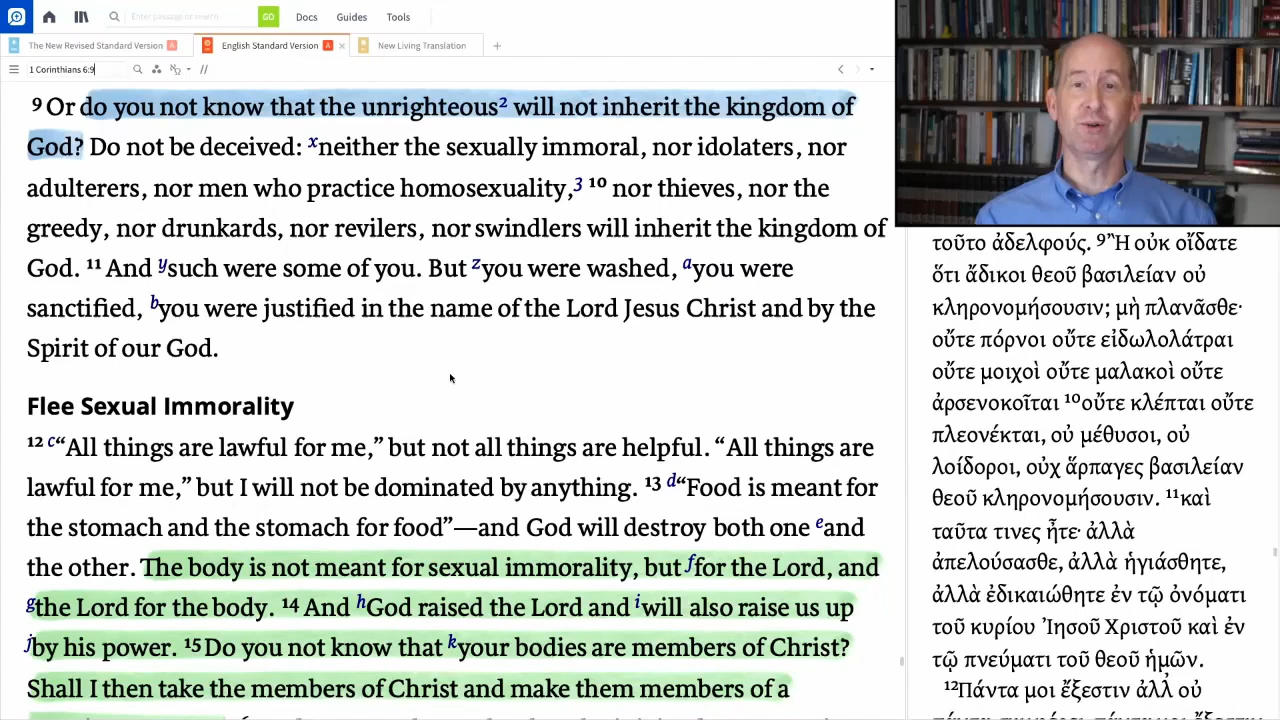 Enter passage or search
GO
Docs
Guides
Tools
The New Revised Standard Version A
English Standard Version A ×
New Living Translation
+
1 Corinthians 6:9
9 Or do you not know that the unrighteous2 will not inherit the kingdom of
God? Do not be deceived: xneither the sexually immoral, nor idolaters, nor
adulterers, nor men who practice homosexuality,3 10 nor thieves, nor the
greedy, nor drunkards, nor revilers, nor swindlers will inherit the kingdom of
God. 11 And ysuch were some of you. But zyou were washed, ayou were
sanctified, byou were justified in the name of the Lord Jesus Christ and by the
Spirit of our God.
Flee Sexual Immorality
12 c“All things are lawful for me,” but not all things are helpful. “All things are
lawful for me,” but I will not be dominated by anything. 13 d“Food is meant for
the stomach and the stomach for food”—and God will destroy both one eand
the other. The body is not meant for sexual immorality, but ffor the Lord, and
gthe Lord for the body. 14 And hGod raised the Lord and iwill also raise us up
jby his power. 15 Do you not know that kyour bodies are members of Christ?
Shall I then take the members of Christ and make them members of a
τοῦτο ἀδελφούς. 9Ἢ οὐκ οἴδατε
ὅτι ἄδικοι θεοῦ βασιλείαν οὐ
κληρονομήσουσιν; μὴ πλανᾶσθε·
οὔτε πόρνοι οὔτε εἰδωλολάτραι
οὔτε μοιχοὶ οὔτε μαλακοὶ οὔτε
ἀρσενοκοῖται 10οὔτε κλέπται οὔτε
πλεονέκται, οὐ μέθυσοι, οὐ
λοίδοροι, οὐχ ἅρπαγες βασιλείαν
θεοῦ κληρονομήσουσιν. 11καὶ
ταῦτα τινες ἦτε· ἀλλὰ
ἀπελούσασθε, ἀλλὰ ἡγιάσθητε,
ἀλλὰ ἐδικαιώθητε ἐν τῷ ὀνόματι
τοῦ κυρίου Ἰησοῦ Χριστοῦ καὶ ἐν
τῷ πνεύματι τοῦ θεοῦ ἡμῶν.
12Πάντα μοι ἔξεστιν ἀλλʼ οὐ